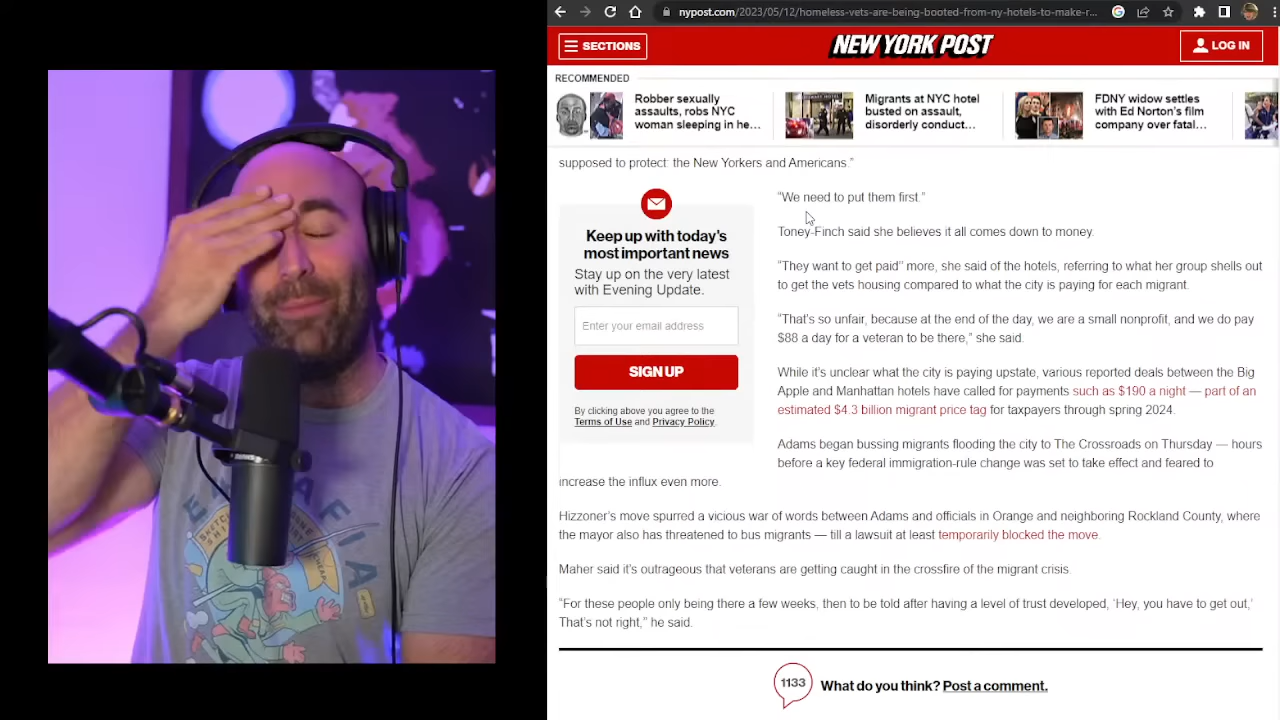 nypost.com/2023/05/12/homeless-vets-are-being-booted-from-ny-hotels-to-make-r...
SECTIONS
NEW YORK POST
LOG IN
RECOMMENDED
Robber sexually
assaults, robs NYC
woman sleeping in he...
Migrants at NYC hotel
busted on assault,
disorderly conduct...
FDNY widow settles
with Ed Norton's film
company over fatal...
supposed to protect: the New Yorkers and Americans."
"We need to put them first."
Keep up with today's
most important news
Stay up on the very latest
with Evening Update.
Enter your email address
SIGN UP
By clicking above you agree to the
Terms of Use and Privacy Policy.
Toney-Finch said she believes it all comes down to money.
"They want to get paid" more, she said of the hotels, referring to what her group shells out
to get the vets housing compared to what the city is paying for each migrant.
"That's so unfair, because at the end of the day, we are a small nonprofit, and we do pay
$88 a day for a veteran to be there," she said.
While it's unclear what the city is paying upstate, various reported deals between the Big
Apple and Manhattan hotels have called for payments such as $190 a night — part of an
estimated $4.3 billion migrant price tag for taxpayers through spring 2024.
Adams began bussing migrants flooding the city to The Crossroads on Thursday — hours
before a key federal immigration-rule change was set to take effect and feared to
increase the influx even more.
Hizzoner's move spurred a vicious war of words between Adams and officials in Orange and neighboring Rockland County, where
the mayor also has threatened to bus migrants — till a lawsuit at least temporarily blocked the move.
Maher said it's outrageous that veterans are getting caught in the crossfire of the migrant crisis.
"For these people only being there a few weeks, then to be told after having a level of trust developed, 'Hey, you have to get out,'
That's not right," he said.
1133
What do you think? Post a comment.